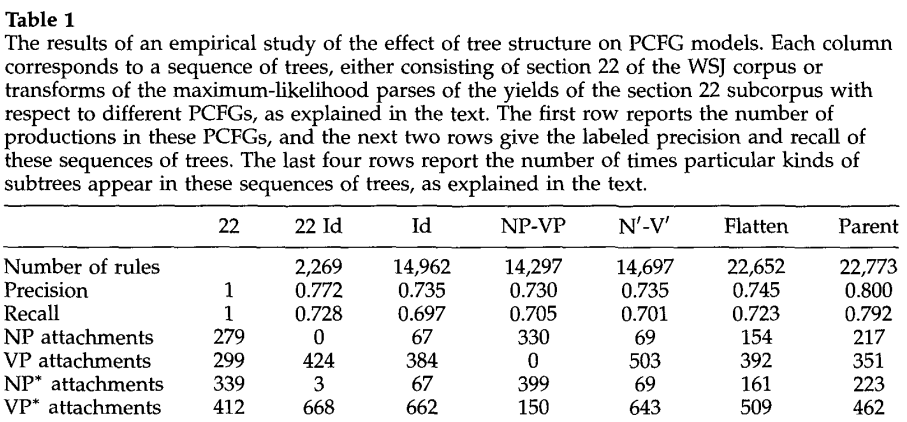 Table 1
The results of an empirical study of the effect of tree structure on PCFG models. Each column
corresponds to a sequence of trees, either consisting of section 22 of the WSJ corpus or
transforms of the maximum-likelihood parses of the yields of the section 22 subcorpus with
respect to different PCFGs, as explained in the text. The first row reports the number of
productions in these PCFGs, and the next two rows give the labeled precision and recall of
these sequences of trees. The last four rows report the number of times particular kinds of
subtrees appear in these sequences of trees, as explained in the text.
22 22 Id Id NP-VP N′-V′ Flatten Parent
Number of rules 2,269 14,962 14,297 14,697 22,652 22,773
Precision 1 0.772 0.735 0.730 0.735 0.745 0.800
Recall 1 0.728 0.697 0.705 0.701 0.723 0.792
NP attachments 279 0 67 330 69 154 217
VP attachments 299 424 384 0 503 392 351
NP* attachments 339 3 67 399 69 161 223
VP* attachments 412 668 662 150 643 509 462